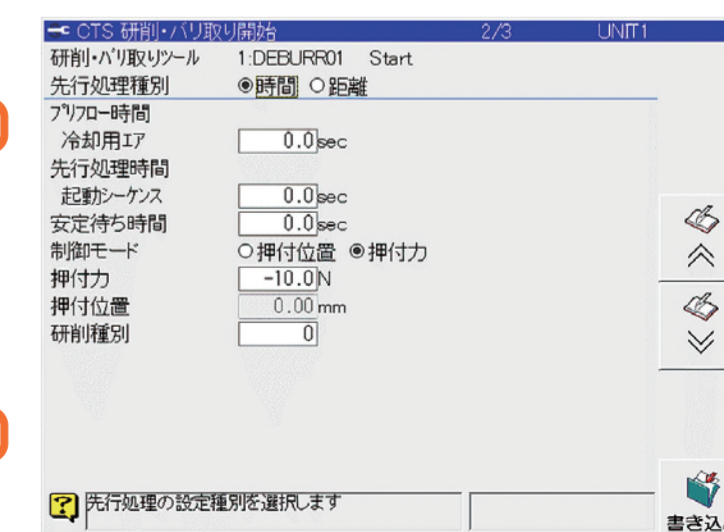 CTS 研削・バリ取り開始 2/3 UNIT1
研削・バリ取りツール 1:DEBURR01 Start
先行処理種別 時間 距離
プリフロー時間
冷却用エア 0.0 sec
先行処理時間
起動シーケンス 0.0 sec
安定待ち時間 0.0 sec
制御モード 押付位置 押付力
押付力 -10.0 N
押付位置 0.00 mm
研削種別 0
先行処理の設定種別を選択します
書き込